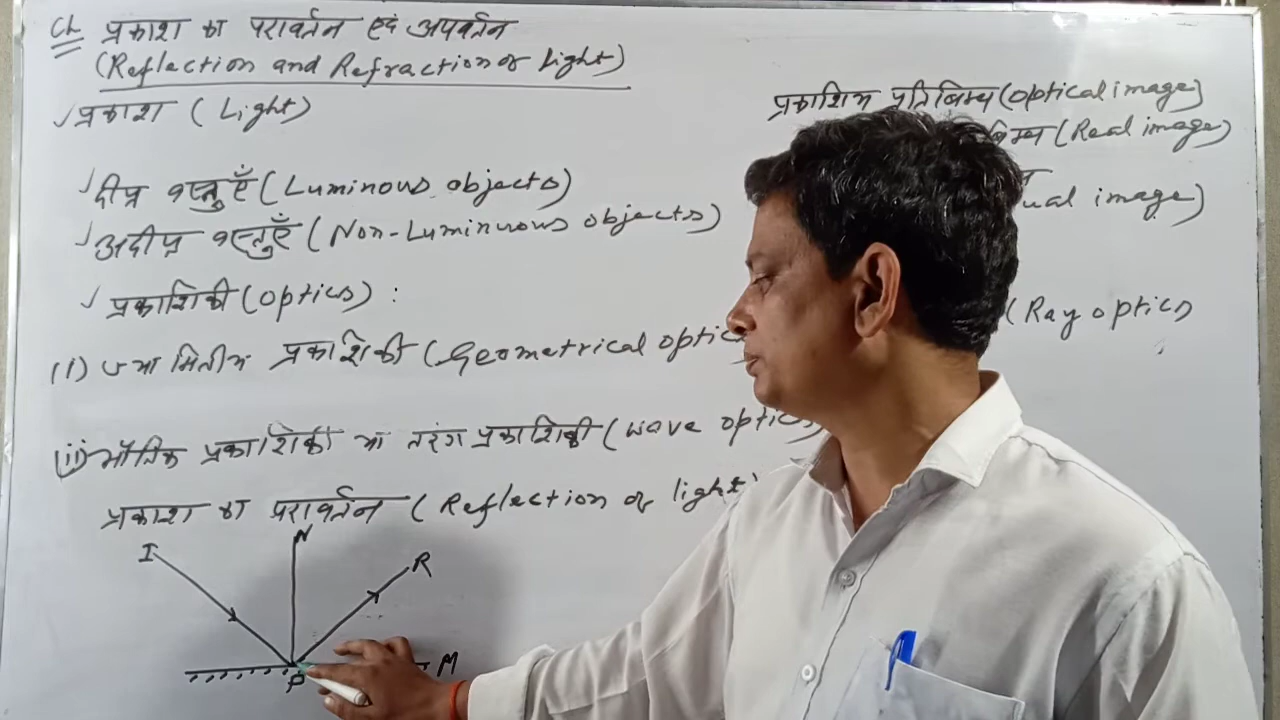 Ch प्रकाश का परावर्तन एवं अपवर्तन
(Reflection and Refraction of Light)
प्रकाश (Light)
दीप्त वस्तुएँ (Luminous objects)
अदीप्त वस्तुएँ (Non-Luminuous objects)
प्रकाशिकी (Optics) :
(i) ज्यामितीय प्रकाशिकी (Geometrical optic
(ii) भौतिक प्रकाशिकी या तरंग प्रकाशिकी (Wave optics)
प्रकाश का परावर्तन (Reflection of light)
प्रकाशिक प्रतिबिम्ब (Optical image)
(Real image)
ual image)
(Ray optics
I
N
R
P
M